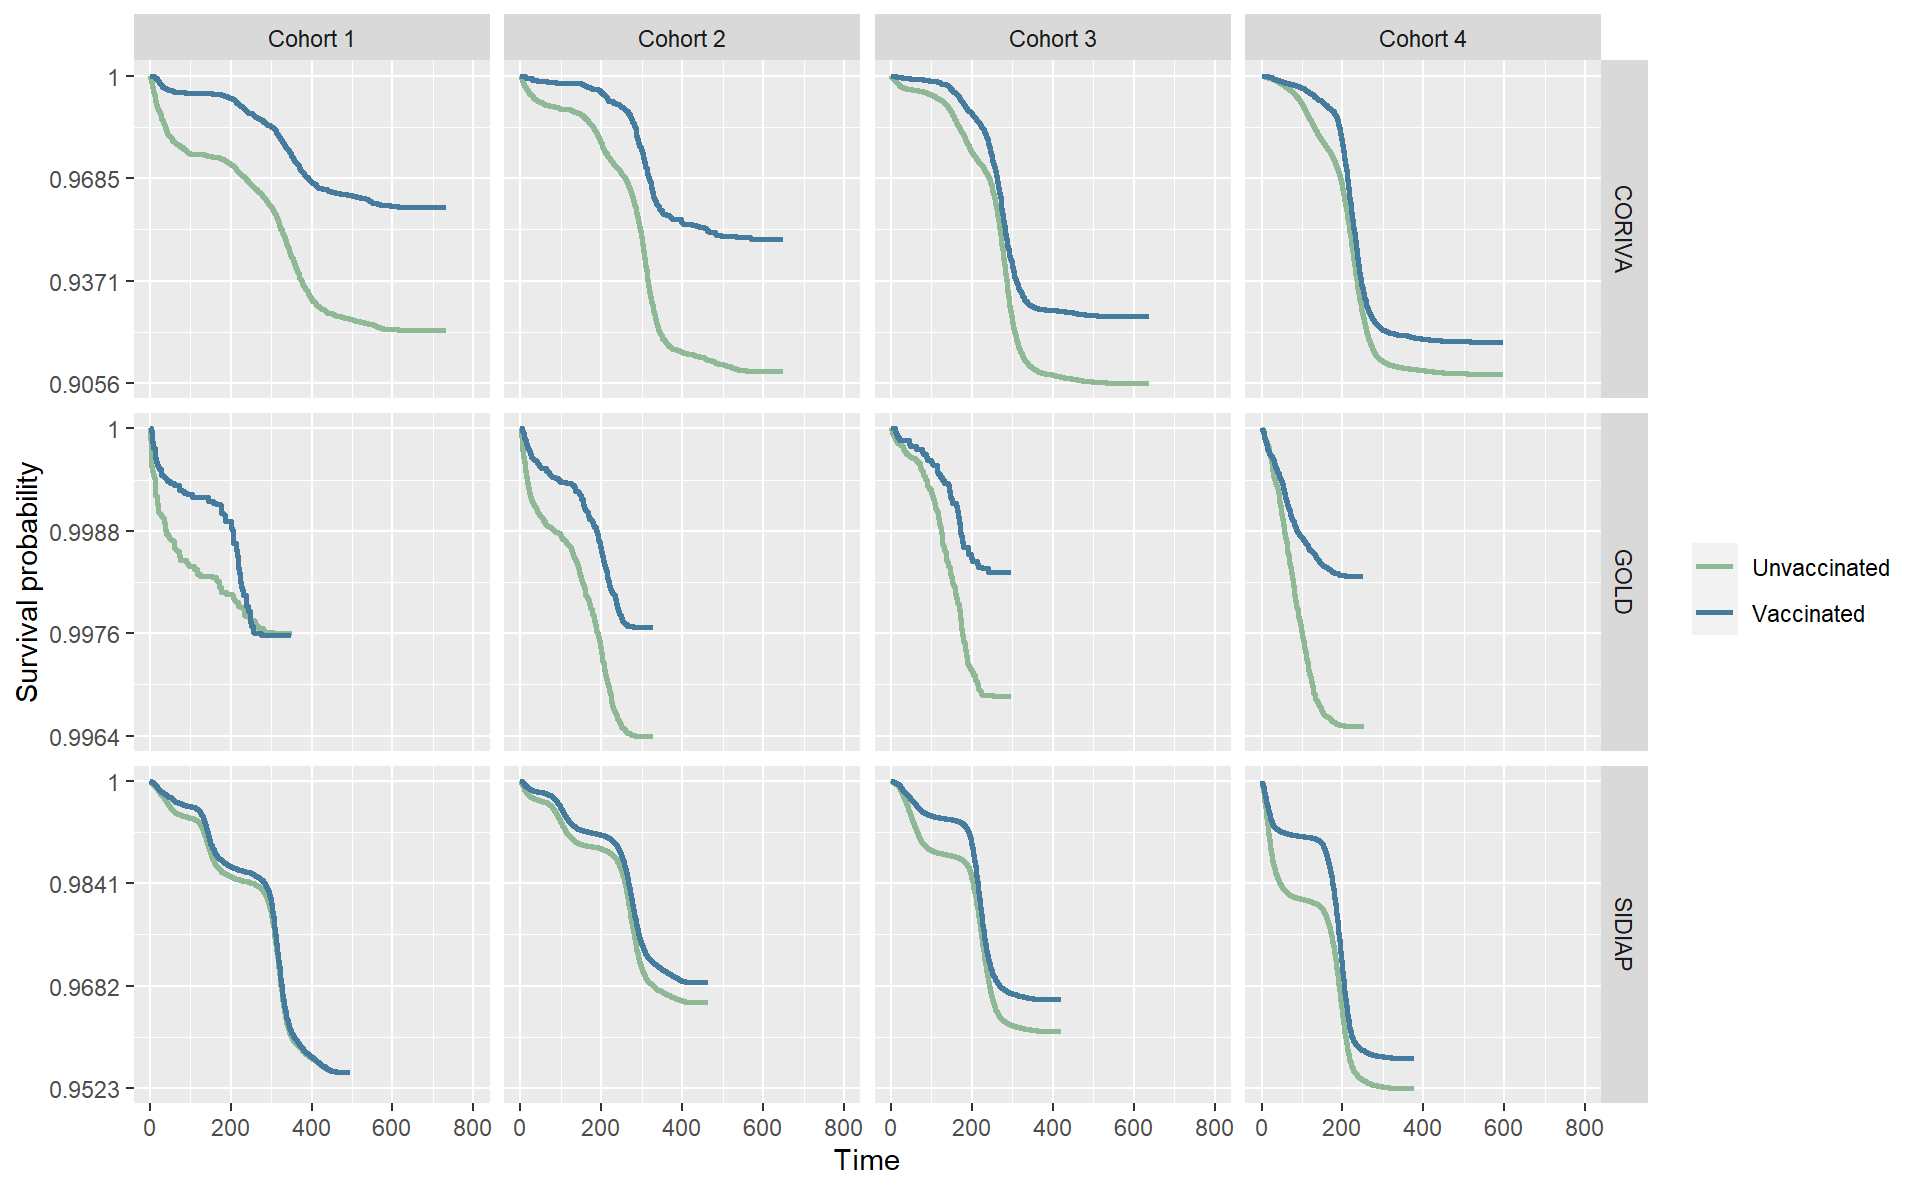 Cohort 1 Cohort 2 Cohort 3 Cohort 4
1
0.9685
0.9371
0.9056
CORIVA
1
0.9988
0.9976
0.9964
GOLD
1
0.9841
0.9682
0.9523
SIDIAP
Survival probability
0 200 400 600 800 0 200 400 600 800 0 200 400 600 800 0 200 400 600 800
Time
Unvaccinated
Vaccinated